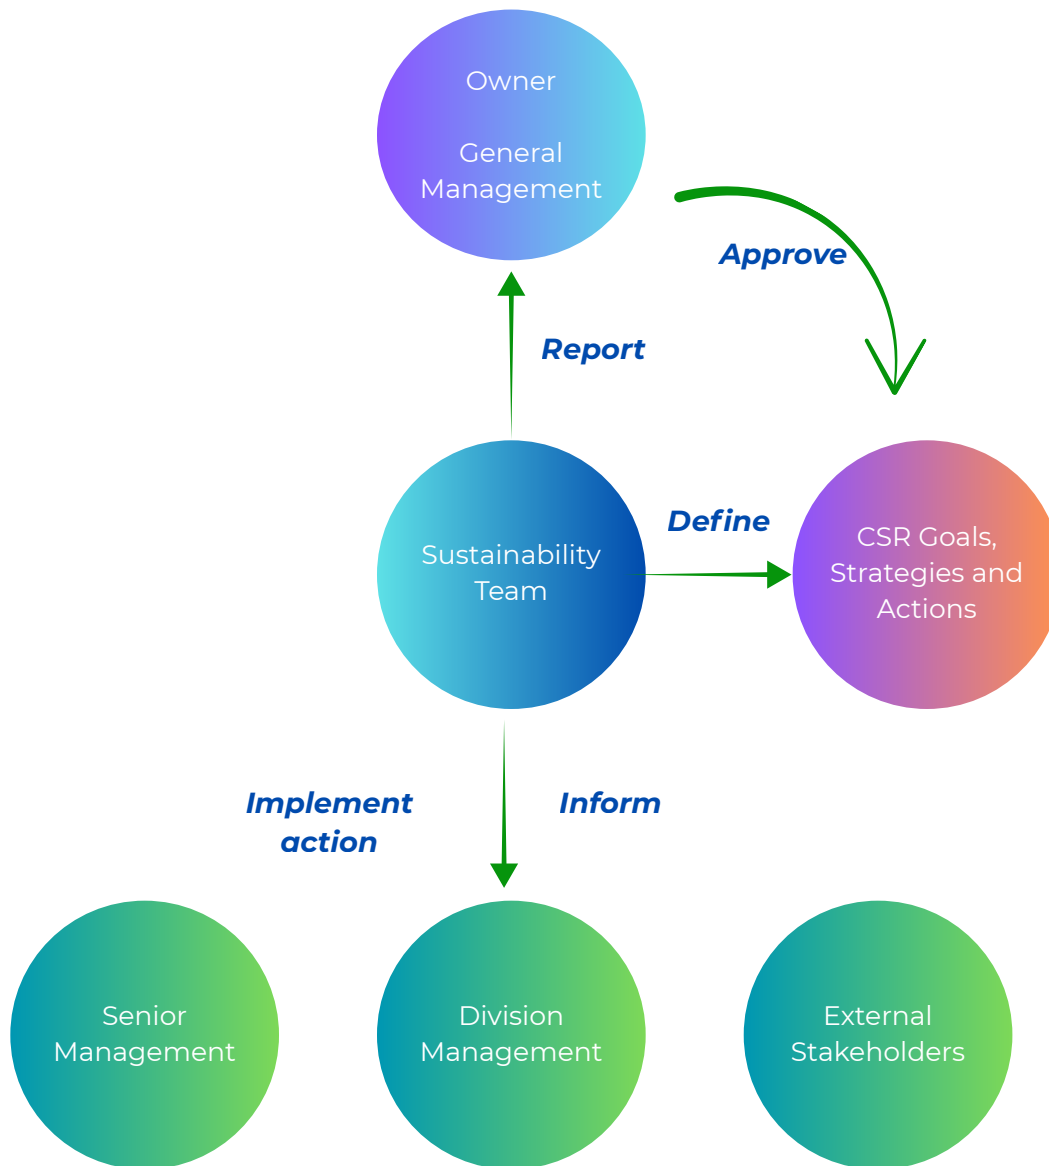 Owner
General
Management
Approve
Report
Define
Sustainability
Team
CSR Goals,
Strategies and
Actions
Implement
action
Inform
Senior
Management
Division
Management
External
Stakeholders